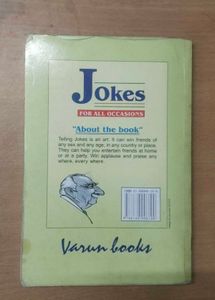 Jokes
FOR ALL OCCASIONS
"About the book"
Telling Jokes is an art. It can win friends of
any sex and any age, in any country or place.
They can help you entertain friends at home
or at a party. Win applause and praise any
where, every where.
Varun books